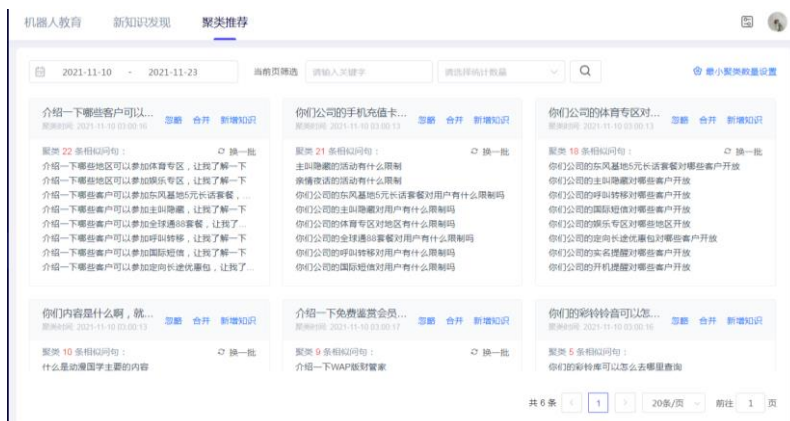 机器人教育 新知识发现 聚类推荐
2021-11-10 - 2021-11-23 当前页筛选 请输入关键字 请选择统计数量 最小聚类数量设置
介绍一下哪些客户可以... 忽略 合并 新增知识
聚类时间: 2021-11-10 03:00:16
聚类 22 条相似问句： 换一批
介绍一下哪些地区可以参加体育专区，让我了解一下
介绍一下哪些地区可以参加娱乐专区，让我了解一下
介绍一下哪些客户可以参加东风基地5元长话套餐，...
介绍一下哪些客户可以参加主叫隐藏，让我了解一下
介绍一下哪些客户可以参加全球通88套餐，让我了...
介绍一下哪些客户可以参加呼叫转移，让我了解一下
介绍一下哪些客户可以参加国际短信，让我了解一下
介绍一下哪些客户可以参加定向长途优惠包，让我了...
你们公司的手机充值卡... 忽略 合并 新增知识
聚类时间: 2021-11-10 03:00:13
聚类 21 条相似问句： 换一批
主叫隐藏的活动有什么限制
亲情夜话的活动有什么限制
你们公司的东风基地5元长话套餐对用户有什么限制吗
你们公司的主叫隐藏对用户有什么限制吗
你们公司的体育专区对地区有什么限制吗
你们公司的全球通88套餐对用户有什么限制吗
你们公司的呼叫转移对用户有什么限制吗
你们公司的国际短信对用户有什么限制吗
你们公司的体育专区对... 忽略 合并 新增知识
聚类时间: 2021-11-10 03:00:13
聚类 18 条相似问句： 换一批
你们公司的东风基地5元长话套餐对哪些客户开放
你们公司的主叫隐藏对哪些客户开放
你们公司的呼叫转移对哪些客户开放
你们公司的国际短信对哪些客户开放
你们公司的娱乐专区对哪些地区开放
你们公司的定向长途优惠包对哪些客户开放
你们公司的实名提醒对哪些客户开放
你们公司的开机提醒对哪些客户开放
你们内容是什么啊，就... 忽略 合并 新增知识
聚类时间: 2021-11-10 03:00:13
聚类 10 条相似问句： 换一批
什么是动漫国学主要的内容
介绍一下免费鉴赏会员... 忽略 合并 新增知识
聚类时间: 2021-11-10 03:00:17
聚类 9 条相似问句： 换一批
介绍一下WAP版财管家
你们的彩铃铃音可以怎... 忽略 合并 新增知识
聚类时间: 2021-11-10 03:00:16
聚类 5 条相似问句： 换一批
你们的彩铃库可以怎么去哪里查询
共 6 条 1 20条/页 前往 1 页